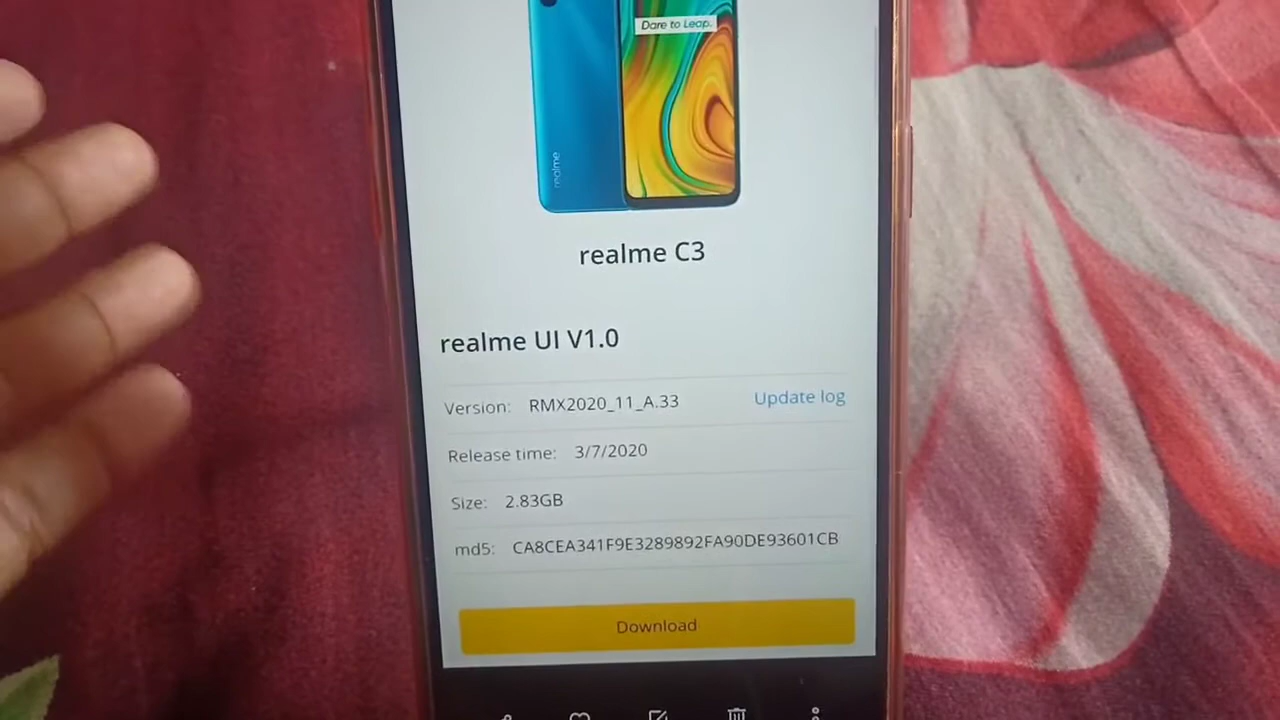 Dare to Leap.
realme
realme C3
realme UI V1.0
Version: RMX2020_11_A.33 Update log
Release time: 3/7/2020
Size: 2.83GB
md5: CA8CEA341F9E3289892FA90DE93601CB
Download